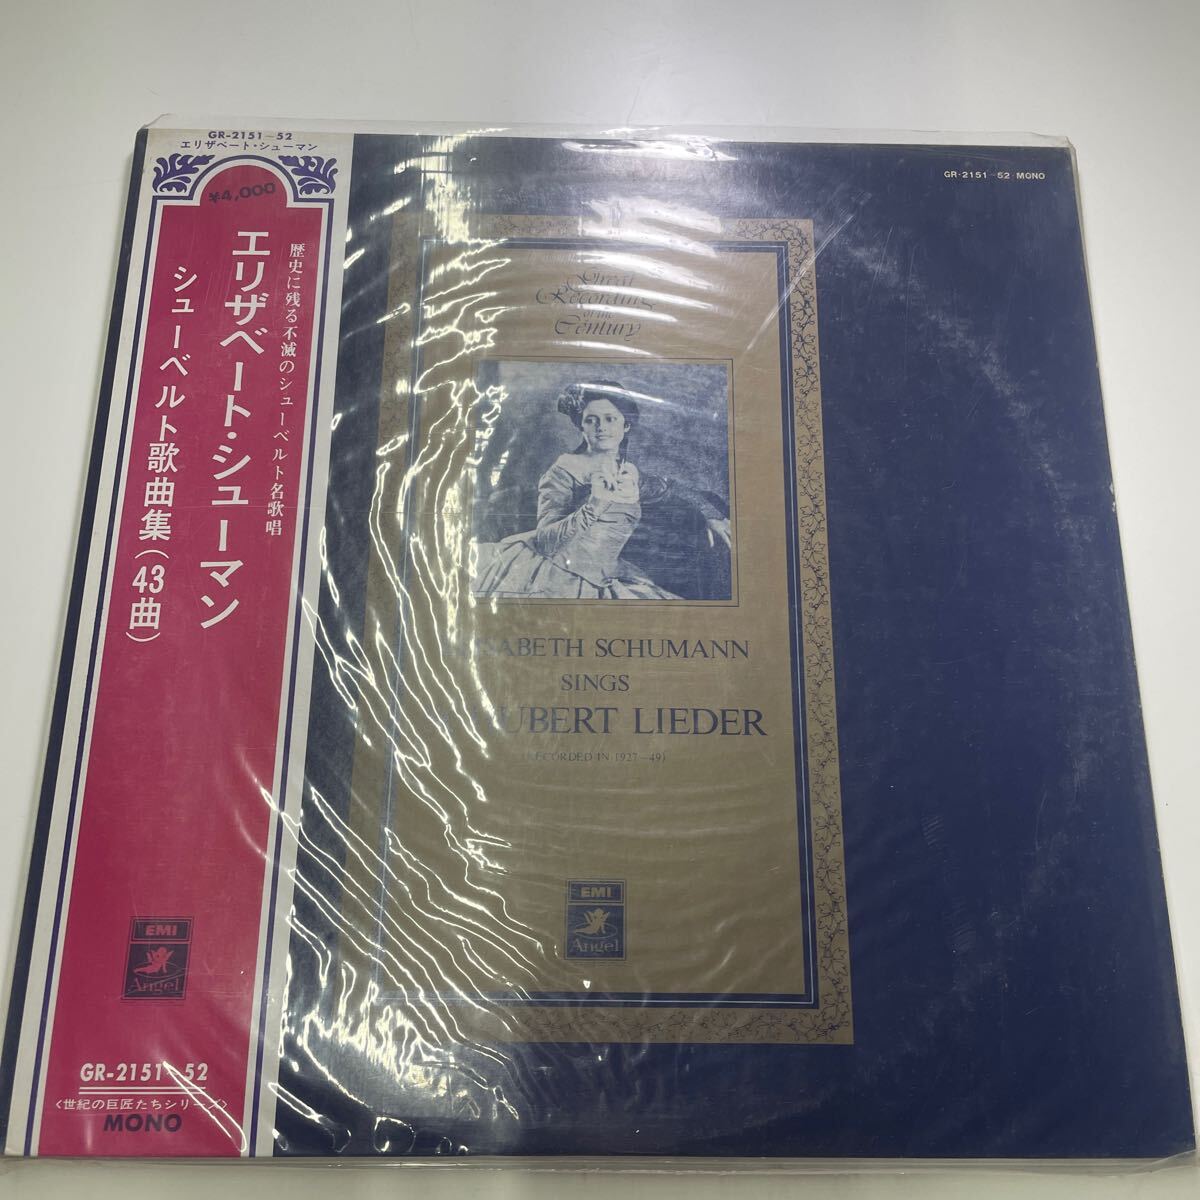 GR-2151~52
エリザベート・シューマン
¥4,000
歴史に残る不滅のシューベルト名歌唱
エリザベート・シューマン
シューベルト歌曲集(43曲)
EMI
Angel
GR-2151~52
<世紀の巨匠たちシリーズ>
MONO
GR-2151~52 MONO
Great
Recording
of the
Century
SCHUMANN
SINGS
LIEDER
RECORDED IN 1927~49)
EMI
Angel